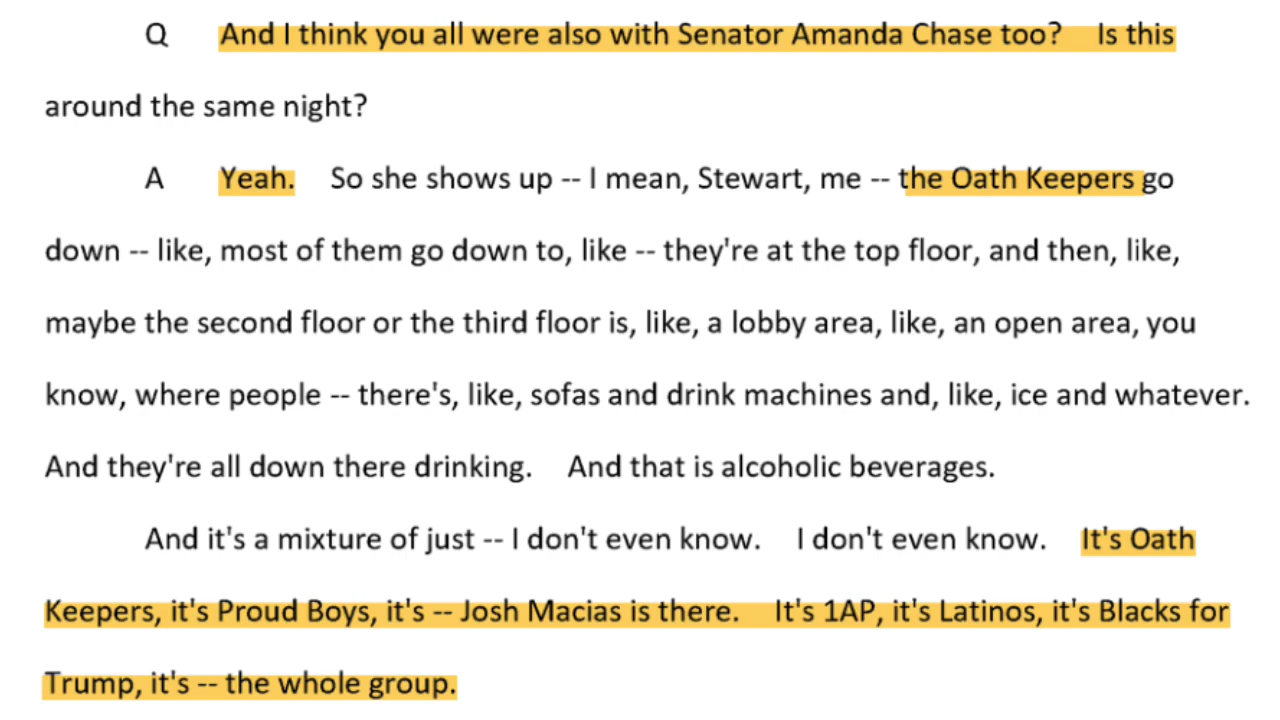 Q And I think you all were also with Senator Amanda Chase too? Is this
around the same night?
A Yeah. So she shows up -- I mean, Stewart, me -- the Oath Keepers go
down -- like, most of them go down to, like -- they're at the top floor, and then, like,
maybe the second floor or the third floor is, like, a lobby area, like, an open area, you
know, where people -- there's, like, sofas and drink machines and, like, ice and whatever.
And they're all down there drinking. And that is alcoholic beverages.
And it's a mixture of just -- I don't even know. I don't even know. It's Oath
Keepers, it's Proud Boys, it's -- Josh Macias is there. It's 1AP, it's Latinos, it's Blacks for
Trump, it's -- the whole group.